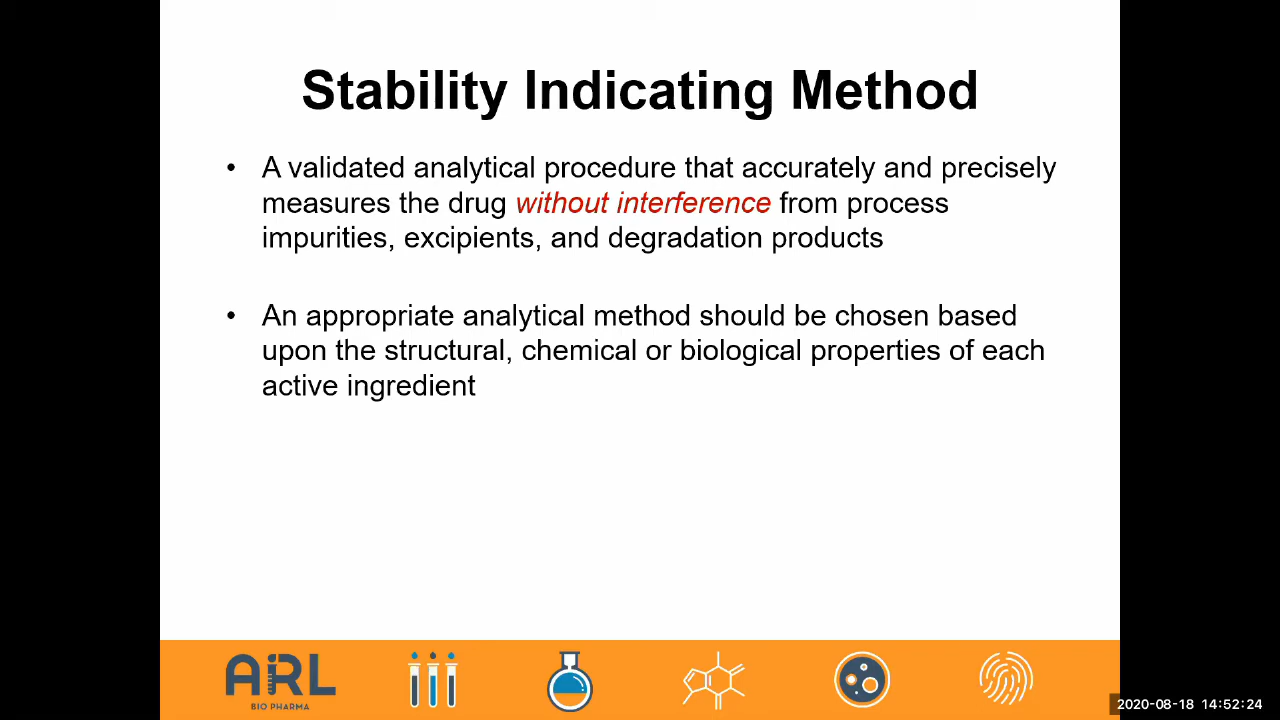 Stability Indicating Method
• A validated analytical procedure that accurately and precisely
measures the drug without interference from process
impurities, excipients, and degradation products
• An appropriate analytical method should be chosen based
upon the structural, chemical or biological properties of each
active ingredient
ARL
BIO PHARMA
2020-08-18 14:52:24